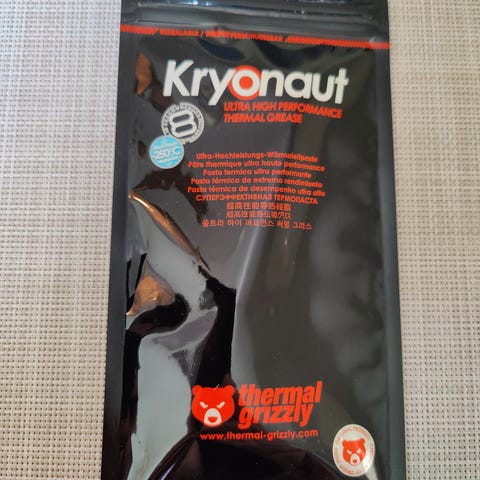 RESEALABLE / WIEDERVERSCHLIESSBAR
Kryonaut
ULTRA HIGH PERFORMANCE
THERMAL GREASE
8
-250°C
Ultra-Hochleistungs-Wärmeleitpaste
Pâte thermique ultra haute performance
Pasta termica ultra performante
Pasta térmica de extremo rendimiento
Pasta térmica de desempenho ultra alto
СУПЕРЭФФЕКТИВНАЯ ТЕРМОПАСТА
超高性能导热硅脂
超高性能熱伝導グリス
울트라 하이 퍼포먼스 써멀 그리스
thermal
grizzly
www.thermal-grizzly.com